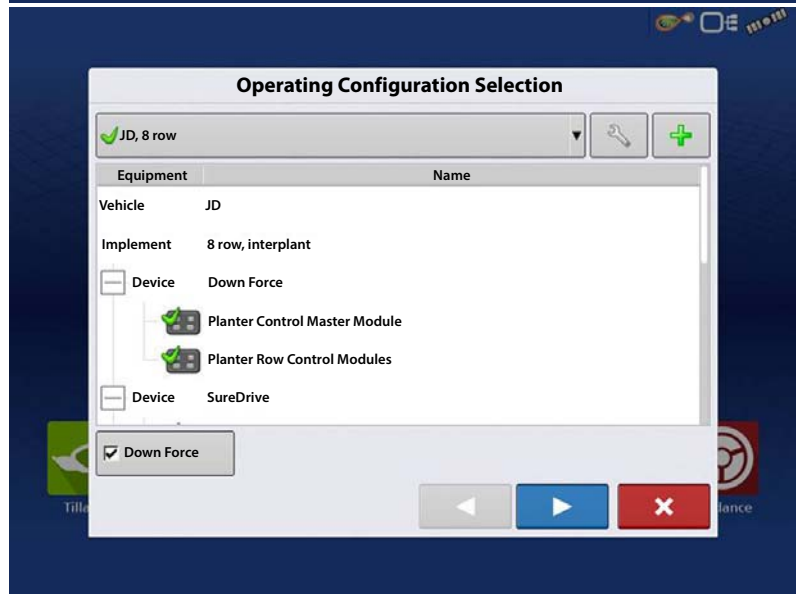 Operating Configuration Selection
JD, 8 row
Equipment Name
Vehicle JD
Implement 8 row, interplant
Device Down Force
Planter Control Master Module
Planter Row Control Modules
Device SureDrive
Down Force
Tilla
dance